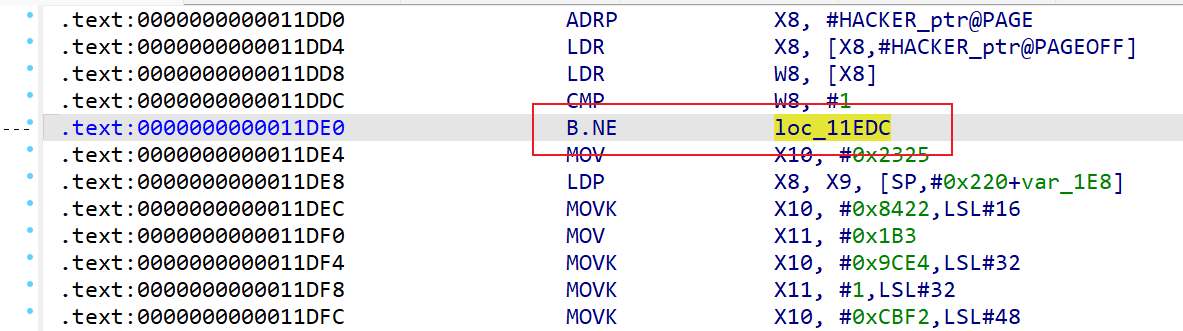 .text:0000000000011DD0 ADRP X8, #HACKER_ptr@PAGE
.text:0000000000011DD4 LDR X8, [X8,#HACKER_ptr@PAGEOFF]
.text:0000000000011DD8 LDR W8, [X8]
.text:0000000000011DDC CMP W8, #1
.text:0000000000011DE0 B.NE loc_11EDC
.text:0000000000011DE4 MOV X10, #0x2325
.text:0000000000011DE8 LDP X8, X9, [SP,#0x220+var_1E8]
.text:0000000000011DEC MOVK X10, #0x8422,LSL#16
.text:0000000000011DF0 MOV X11, #0x1B3
.text:0000000000011DF4 MOVK X10, #0x9CE4,LSL#32
.text:0000000000011DF8 MOVK X11, #1,LSL#32
.text:0000000000011DFC MOVK X10, #0xCBF2,LSL#48